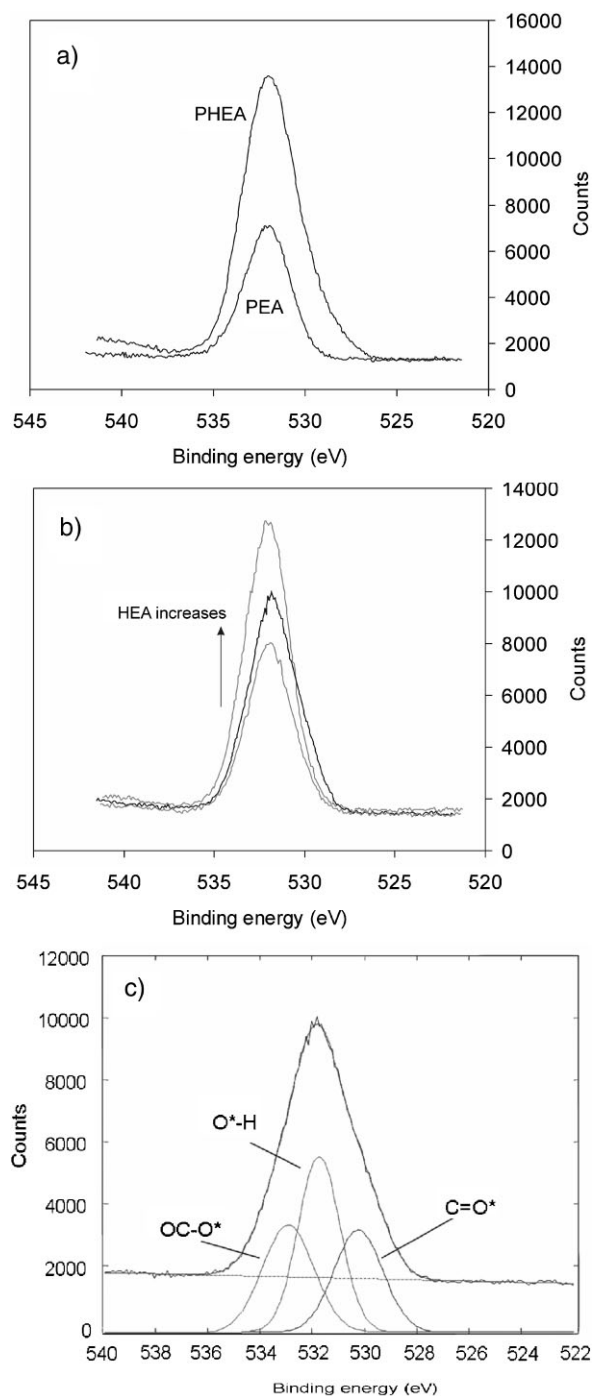 a)
16000
14000
PHEA
12000
10000
Counts
8000
6000
PEA
4000
2000
0
545 540 535 530 525 520
Binding energy (eV)
b)
14000
12000
HEA increases
10000
8000
Counts
6000
4000
2000
0
545 540 535 530 525 520
Binding energy (eV)
12000
c)
10000
8000
Counts
O*-H
6000
C=O*
4000
OC-O*
2000
0
540 538 536 534 532 530 528 526 524 522
Binding energy (eV)